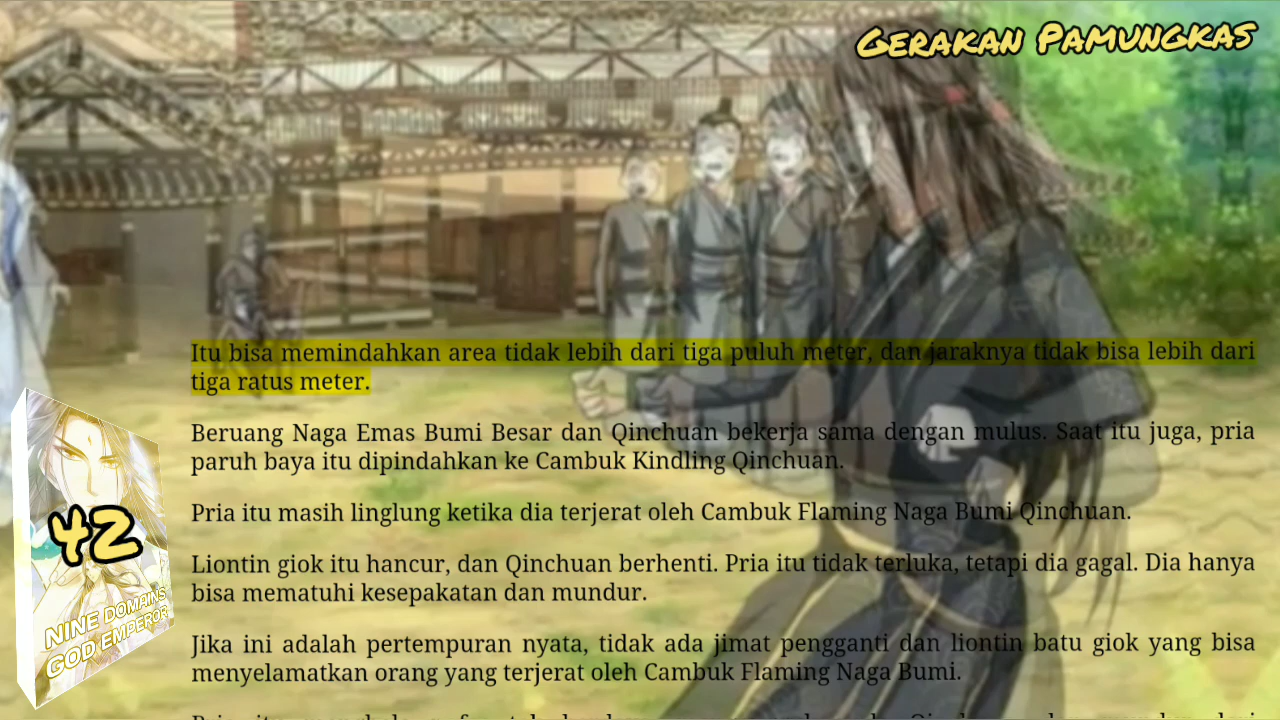 Gerakan Pamungkas
Itu bisa memindahkan area tidak lebih dari tiga puluh meter, dan jaraknya tidak bisa lebih dari
tiga ratus meter.
Beruang Naga Emas Bumi Besar dan Qinchuan bekerja sama dengan mulus. Saat itu juga, pria
paruh baya itu dipindahkan ke Cambuk Kindling Qinchuan.
Pria itu masih linglung ketika dia terjerat oleh Cambuk Flaming Naga Bumi Qinchuan.
Liontin giok itu hancur, dan Qinchuan berhenti. Pria itu tidak terluka, tetapi dia gagal. Dia hanya
bisa mematuhi kesepakatan dan mundur.
Jika ini adalah pertempuran nyata, tidak ada jimat pengganti dan liontin batu giok yang bisa
menyelamatkan orang yang terjerat oleh Cambuk Flaming Naga Bumi.
42
NINE DOMAINS
GOD EMPEROR